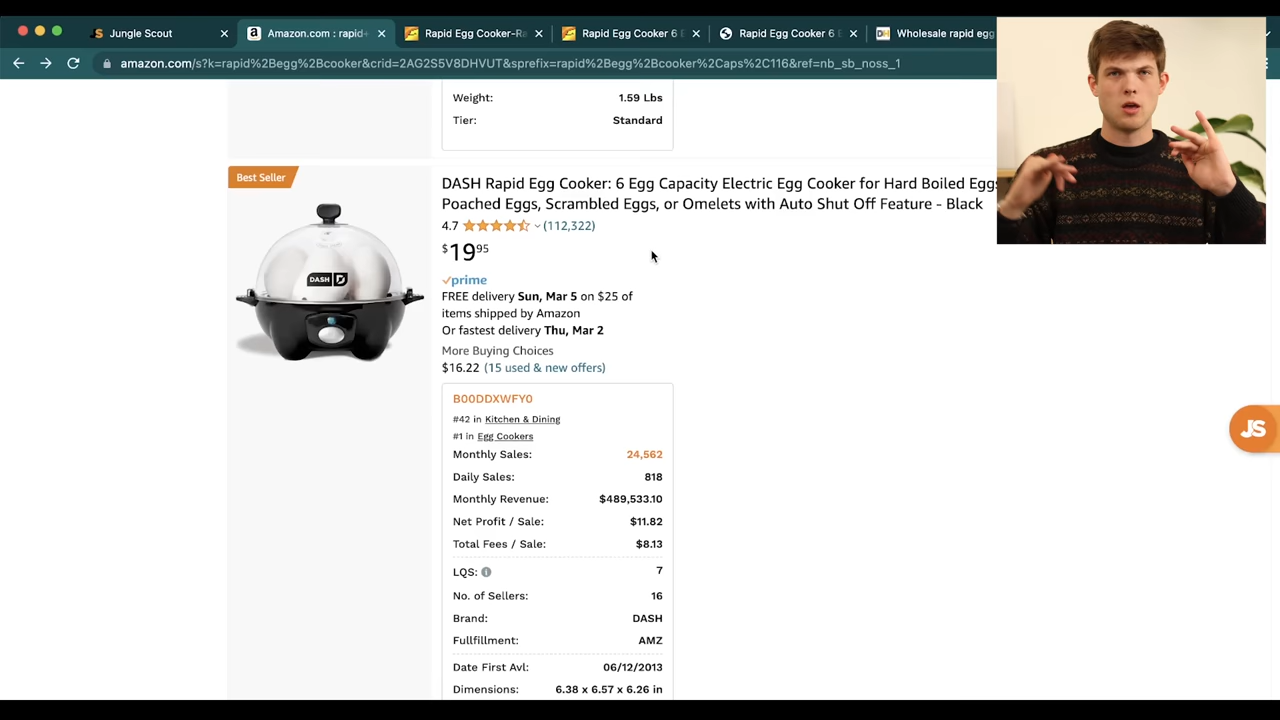 Jungle Scout
Amazon.com : rapid
Rapid Egg Cooker-Ra
Rapid Egg Cooker 6 E
Rapid Egg Cooker 6 E
Wholesale rapid egg
amazon.com/s?k=rapid%2Begg%2Bcooker&crid=2AG2S5V8DHVUT&sprefix=rapid%2Begg%2Bcooker%2Caps%2C116&ref=nb_sb_noss_1
Weight: 1.59 Lbs
Tier: Standard
Best Seller
DASH Rapid Egg Cooker: 6 Egg Capacity Electric Egg Cooker for Hard Boiled Eggs
Poached Eggs, Scrambled Eggs, or Omelets with Auto Shut Off Feature - Black
4.7 (112,322)
$19 95
prime
FREE delivery Sun, Mar 5 on $25 of
items shipped by Amazon
Or fastest delivery Thu, Mar 2
More Buying Choices
$16.22 (15 used & new offers)
DASH
B00DDXWFY0
#42 in Kitchen & Dining
#1 in Egg Cookers
Monthly Sales: 24,562
Daily Sales: 818
Monthly Revenue: $489,533.10
Net Profit / Sale: $11.82
Total Fees / Sale: $8.13
LQS: 7
No. of Sellers: 16
Brand: DASH
Fullfillment: AMZ
Date First Avl: 06/12/2013
Dimensions: 6.38 x 6.57 x 6.26 in
JS